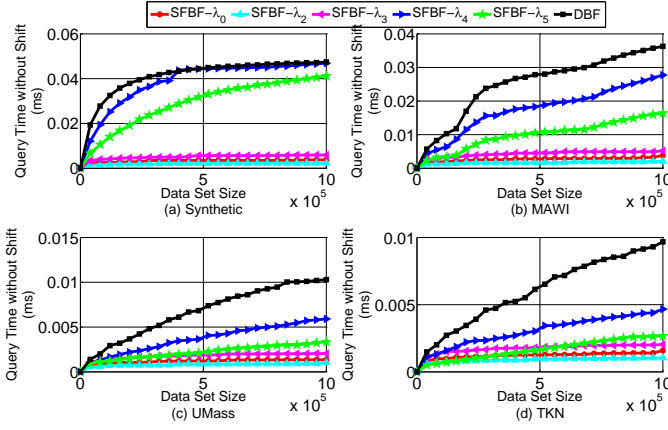 SFBF−λ0 SFBF−λ2 SFBF−λ3 SFBF−λ4 SFBF−λ5 DBF
Query Time without Shift
(ms)
0.06
0.04
0.02
0
0 5 10
Data Set Size
x 10^5
(a) Synthetic
Query Time without Shift
(ms)
0.04
0.03
0.02
0.01
0
0 5 10
Data Set Size
x 10^5
(b) MAWI
Query Time without Shift
(ms)
0.015
0.01
0.005
0
0 5 10
Data Set Size
x 10^5
(c) UMass
Query Time without Shift
(ms)
0.01
0.005
0
0 5 10
Data Set Size
x 10^5
(d) TKN